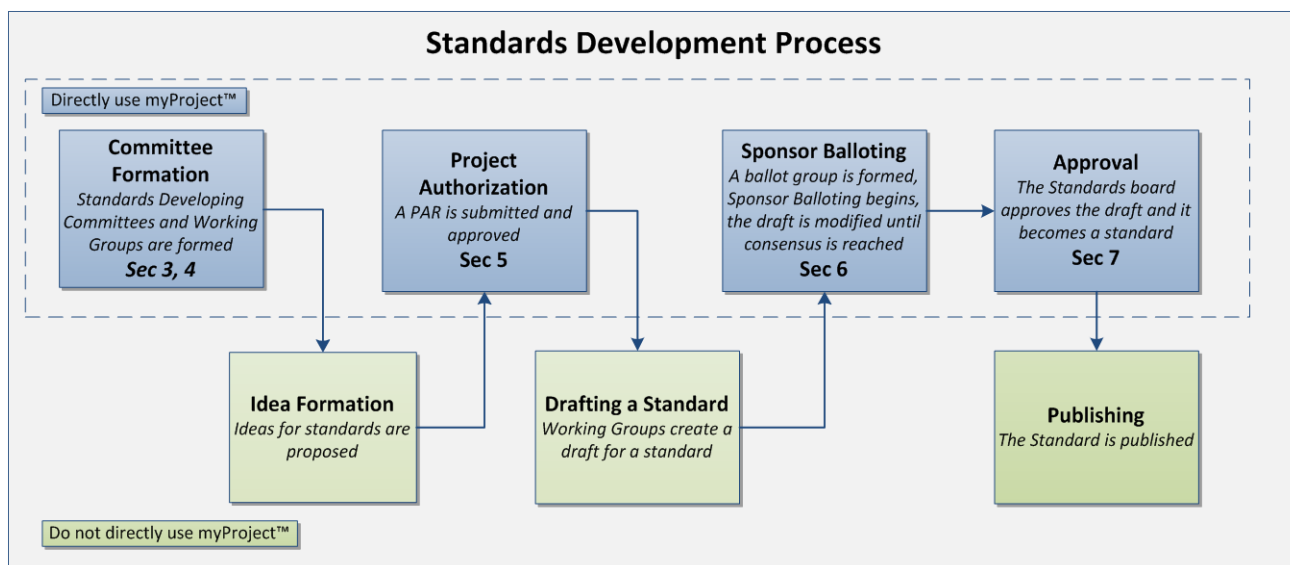 Standards Development Process
Directly use myProject™
Committee
Formation
Standards Developing
Committees and Working
Groups are formed
Sec 3, 4
Project
Authorization
A PAR is submitted and
approved
Sec 5
Sponsor Balloting
A ballot group is formed,
Sponsor Balloting begins,
the draft is modified until
consensus is reached
Sec 6
Approval
The Standards board
approves the draft and it
becomes a standard
Sec 7
Idea Formation
Ideas for standards are
proposed
Drafting a Standard
Working Groups create a
draft for a standard
Publishing
The Standard is published
Do not directly use myProject™